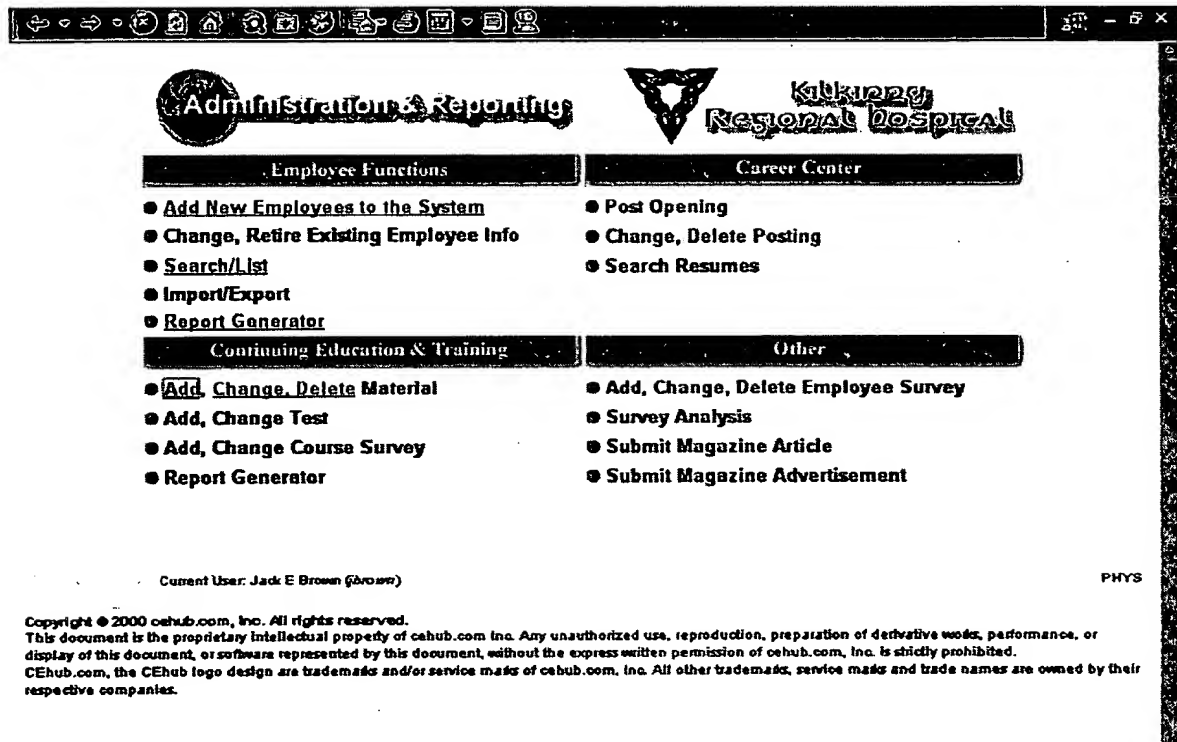 Administration & Reporting
Kilkinny
Regional Hospital
Employee Functions
Add New Employees to the System
Change, Retire Existing Employee Info
Search/List
Import/Export
Report Generator
Career Center
Post Opening
Change, Delete Posting
Search Resumes
Continuing Education & Training
Add, Change, Delete Material
Add, Change Test
Add, Change Course Survey
Report Generator
Other
Add, Change, Delete Employee Survey
Survey Analysis
Submit Magazine Article
Submit Magazine Advertisement
Current User: Jack E Brown (jbrown)
PHYS
Copyright © 2000 cehub.com, Inc. All rights reserved.
This document is the proprietary intellectual property of cehub.com Inc. Any unauthorized use, reproduction, preparation of derivative works, performance, or
display of this document, or software represented by this document, without the express written permission of cehub.com, Inc. is strictly prohibited.
CEhub.com, the CEhub logo design are trademarks and/or service marks of cehub.com, Inc. All other trademarks, service marks and trade names are owned by their
respective companies.